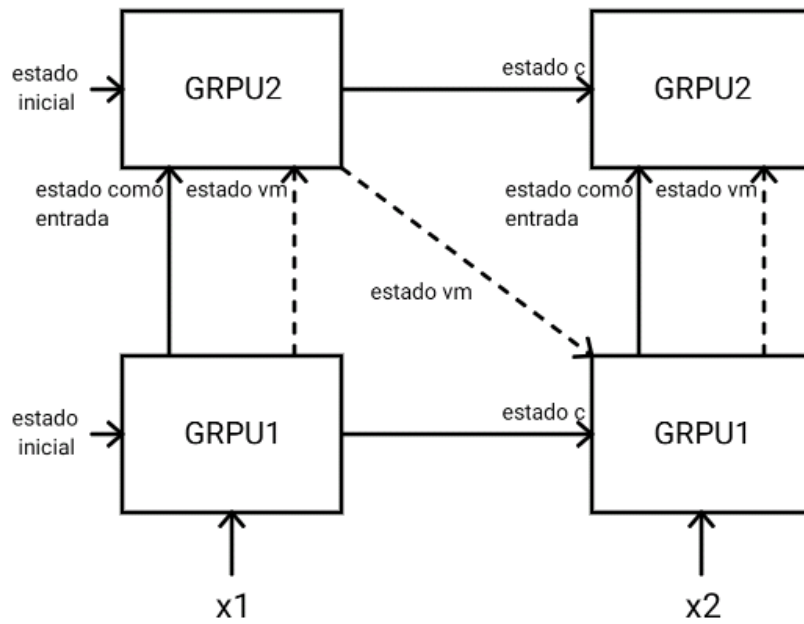 estado
inicial
GRPU2
estado c
GRPU2
estado como
entrada
estado vm
estado como
entrada
estado vm
estado vm
estado
inicial
GRPU1
estado c
GRPU1
x1
x2